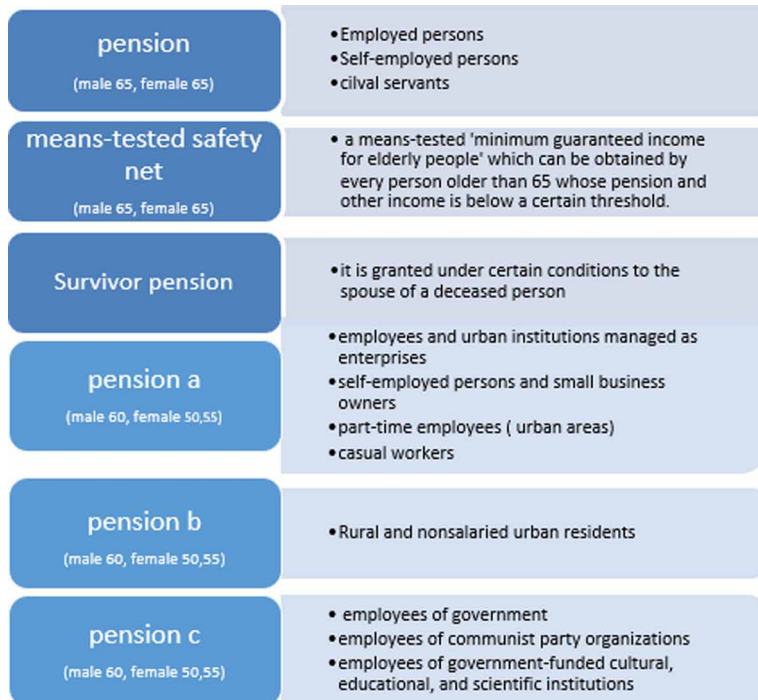 pension
(male 65, female 65)
•Employed persons
•Self-employed persons
•cilval servants
means-tested safety
net
(male 65, female 65)
• a means-tested 'minimum guaranteed income
for elderly people' which can be obtained by
every person older than 65 whose pension and
other income is below a certain threshold.
Survivor pension
•it is granted under certain conditions to the
spouse of a deceased person
pension a
(male 60, female 50,55)
•employees and urban institutions managed as
enterprises
•self-employed persons and small business
owners
•part-time employees ( urban areas)
•casual workers
pension b
(male 60, female 50,55)
•Rural and nonsalaried urban residents
pension c
(male 60, female 50,55)
• employees of government
•employees of communist party organizations
•employees of government-funded cultural,
educational, and scientific institutions